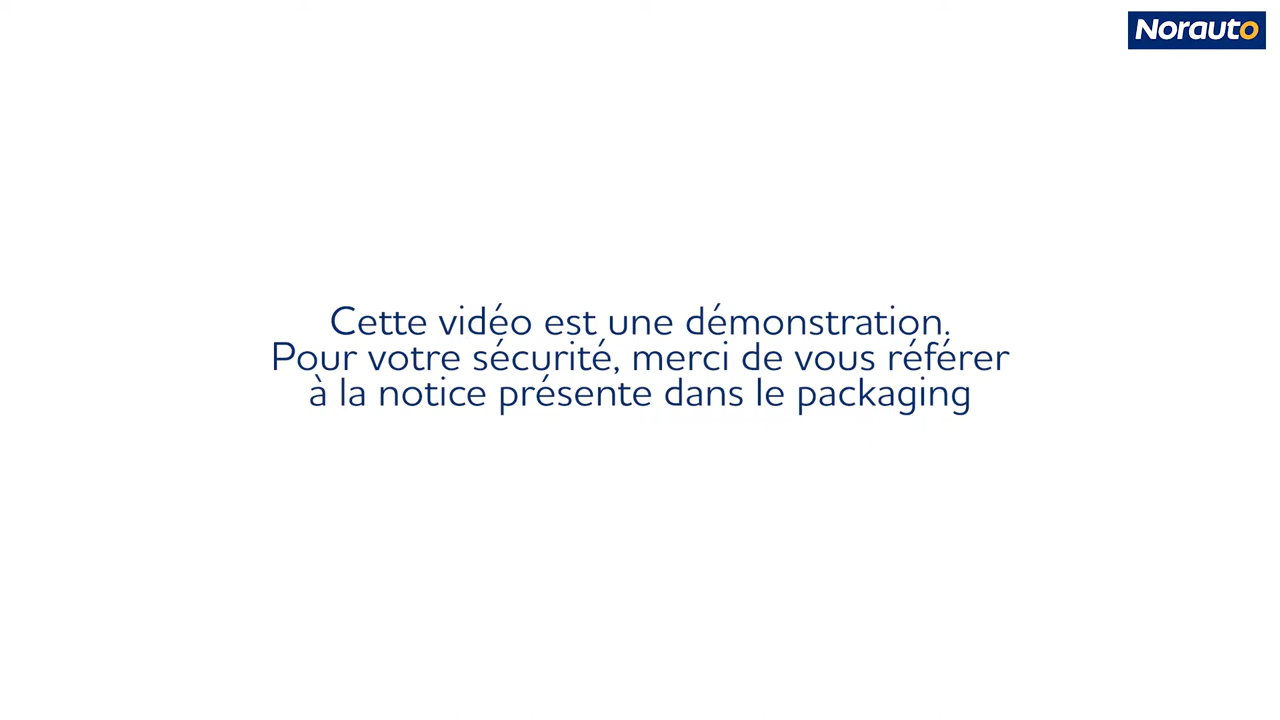 Norauto
Cette vidéo est une démonstration.
Pour votre sécurité, merci de vous référer
à la notice présente dans le packaging